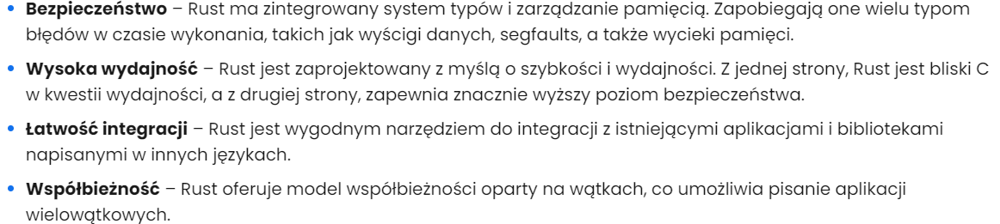 • Bezpieczeństwo – Rust ma zintegrowany system typów i zarządzanie pamięcią. Zapobiegają one wielu typom
błędów w czasie wykonania, takich jak wyścigi danych, segfaults, a także wycieki pamięci.
• Wysoka wydajność – Rust jest zaprojektowany z myślą o szybkości i wydajności. Z jednej strony, Rust jest bliski C
w kwestii wydajności, a z drugiej strony, zapewnia znacznie wyższy poziom bezpieczeństwa.
• Łatwość integracji – Rust jest wygodnym narzędziem do integracji z istniejącymi aplikacjami i bibliotekami
napisanymi w innych językach.
• Współbieżność – Rust oferuje model współbieżności oparty na wątkach, co umożliwia pisanie aplikacji
wielowątkowych.